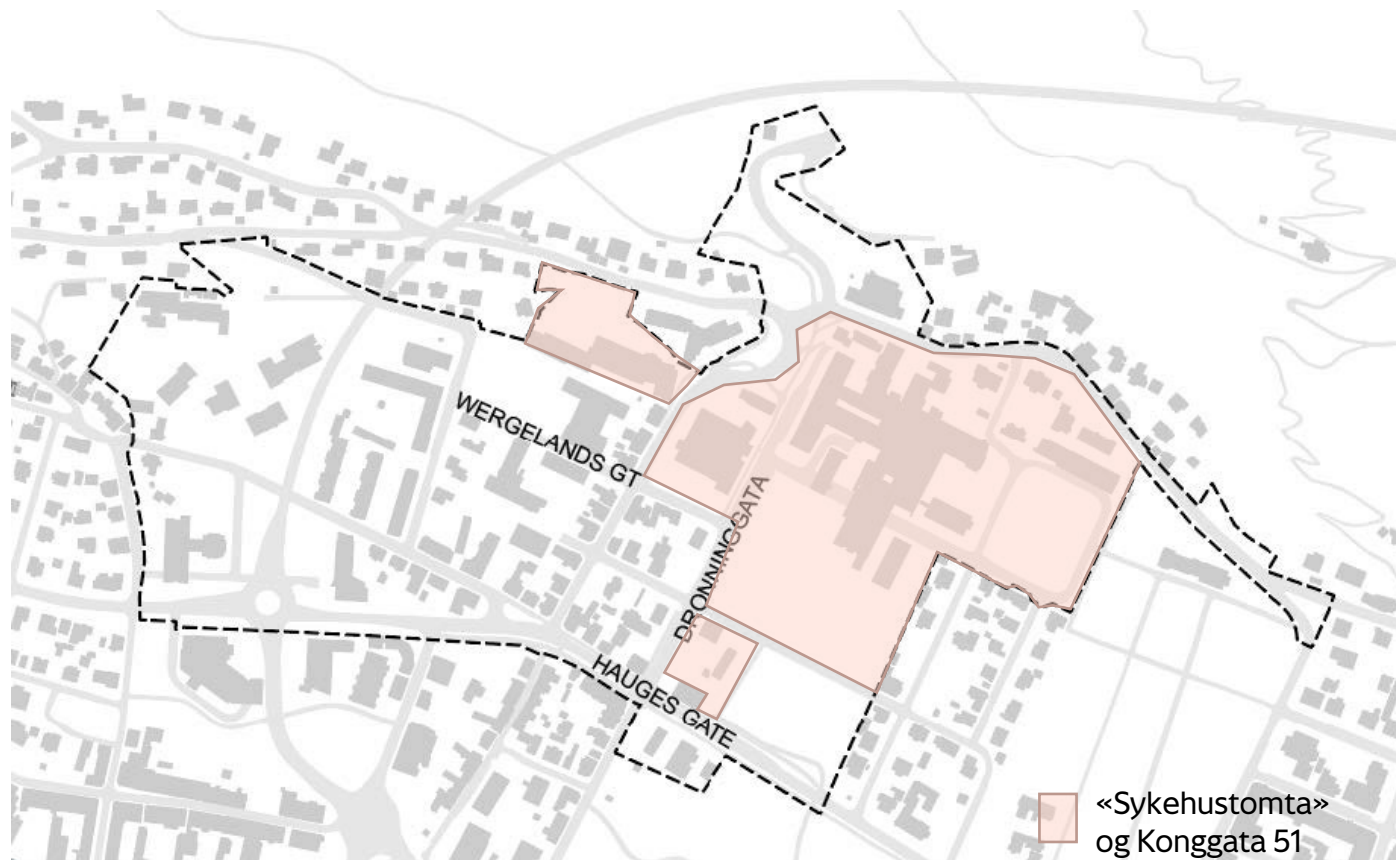 WERGELANDS GT
DRONNINGGATA
HAUGES GATE
«Sykehustomta»
og Konggata 51